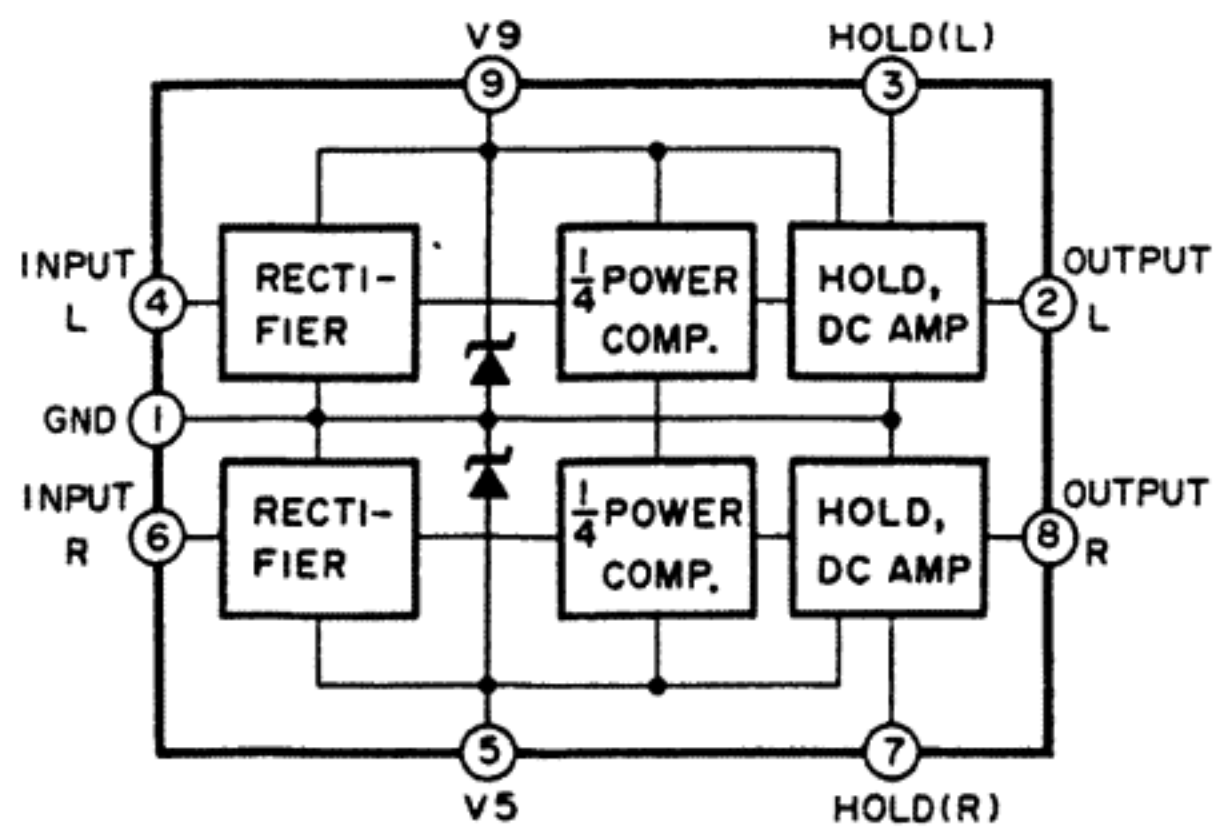 V9
HOLD(L)
9
3
INPUT
L
4
RECTI-
FIER
1/4 POWER
COMP.
HOLD,
DC AMP
2
OUTPUT
L
GND
1
INPUT
R
6
RECTI-
FIER
1/4 POWER
COMP.
HOLD,
DC AMP
8
OUTPUT
R
5
7
V5
HOLD(R)